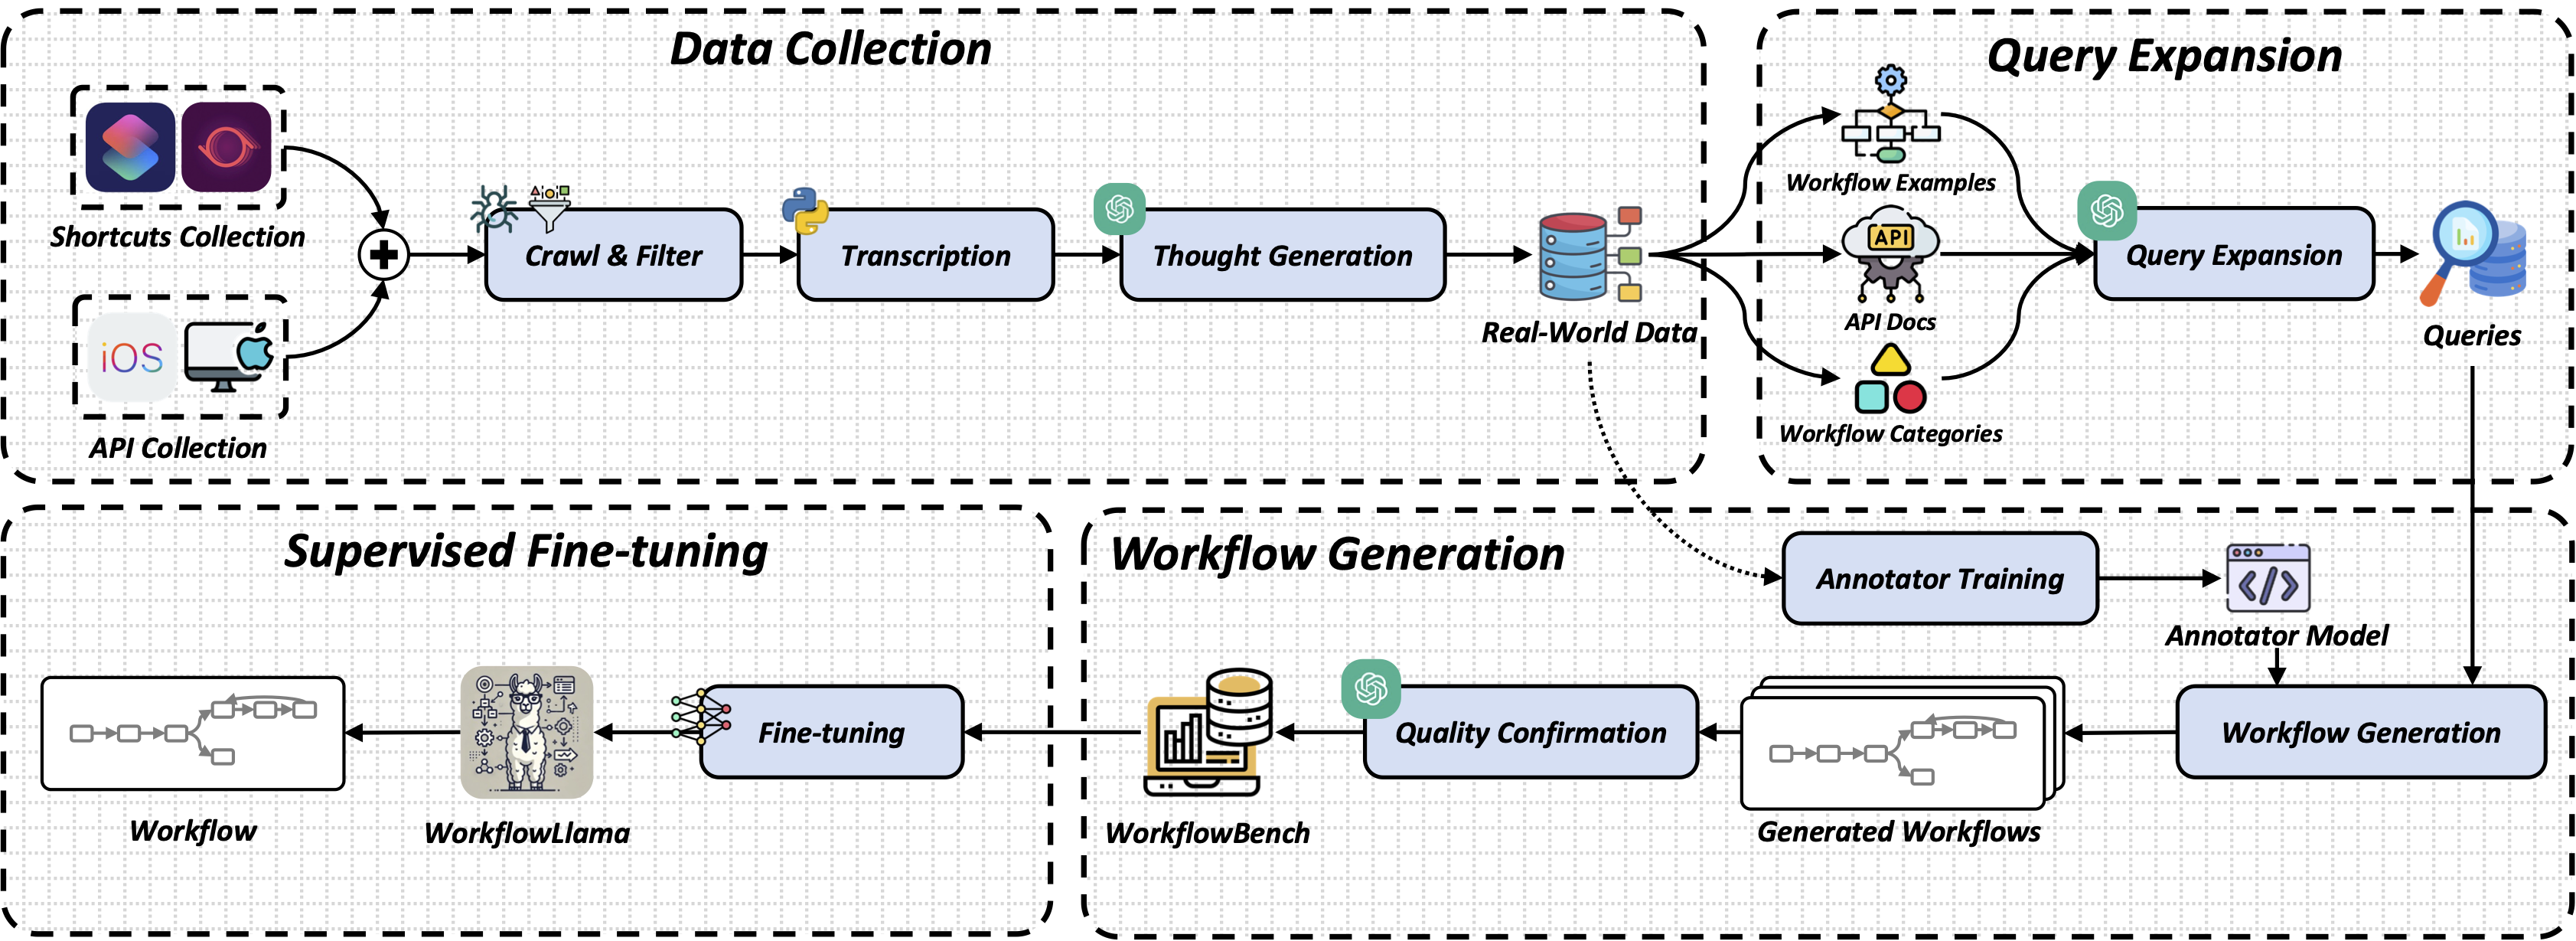 Data Collection
Shortcuts Collection
iOS
API Collection
Crawl & Filter
Transcription
Thought Generation
Real-World Data
Query Expansion
Workflow Examples
API
API Docs
Workflow Categories
Query Expansion
Queries
Supervised Fine-tuning
Workflow
WorkflowLlama
Fine-tuning
Workflow Generation
Annotator Training
</>
Annotator Model
WorkflowBench
Quality Confirmation
Generated Workflows
Workflow Generation